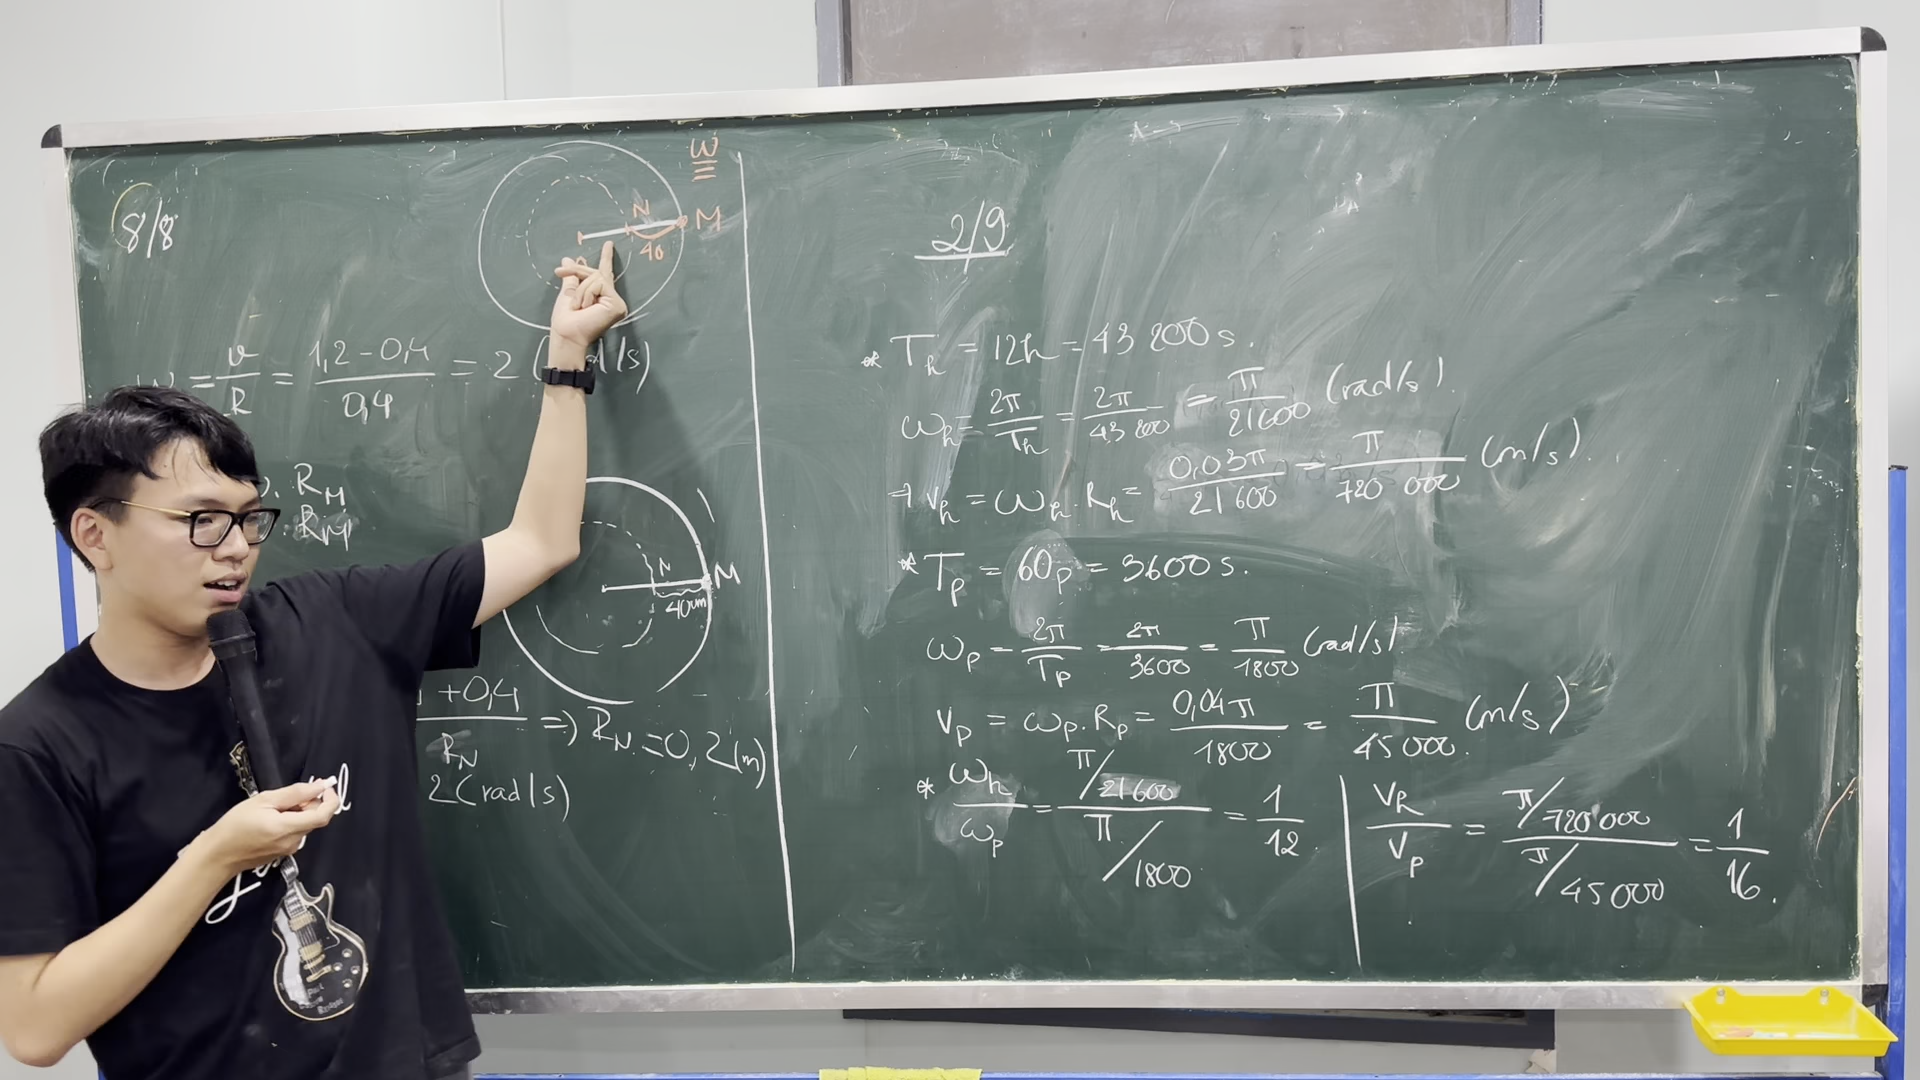 8/8
ω
N
M
40
= v/R = (1,2 - 0,4)/0,4 = 2 (rad/s)
. R_M
. R_M
N
M
40cm
+0,4/R_N => R_N = 0,2 (m)
2 (rad/s)
2/9
* T_h = 12h = 43 200 s.
ω_h = 2π/T_h = 2π/43 200 = π/21600 (rad/s).
=> v_h = ω_h . R_h = 0,03π/21 600 = π/720 000 (m/s).
* T_p = 60p = 3600 s.
ω_p = 2π/T_p = 2π/3600 = π/1800 (rad/s)
v_p = ω_p . R_p = 0,04π/1800 = π/45 000 (m/s)
* ω_h/ω_p = (π/21 600)/(π/1800) = 1/12
v_h/v_p = (π/720 000)/(π/45 000) = 1/16.